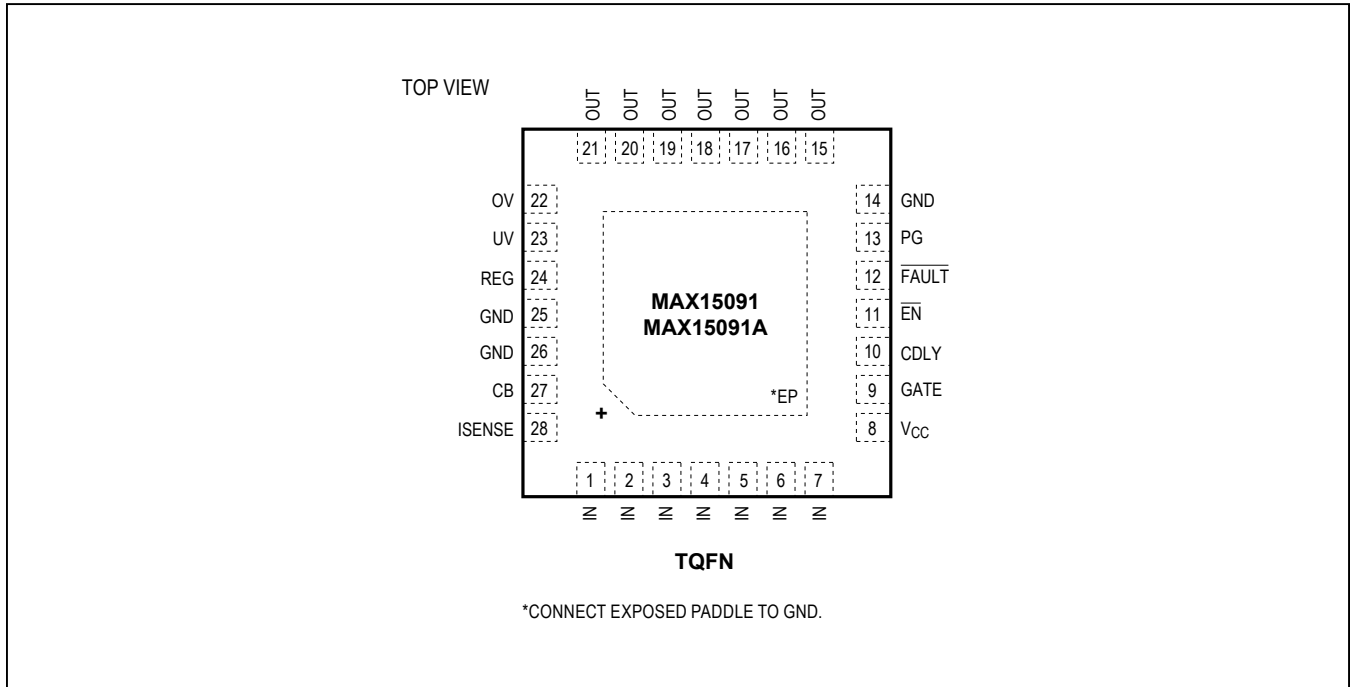 TOP VIEW
OUT OUT OUT OUT OUT OUT OUT
21 20 19 18 17 16 15
OV 22 14 GND
UV 23 13 PG
REG 24 12 FAULT
GND 25 11 EN
GND 26 10 CDLY
CB 27 9 GATE
ISENSE 28 8 VCC
MAX15091
MAX15091A
*EP
+
1 2 3 4 5 6 7
IN IN IN IN IN IN IN
TQFN
*CONNECT EXPOSED PADDLE TO GND.